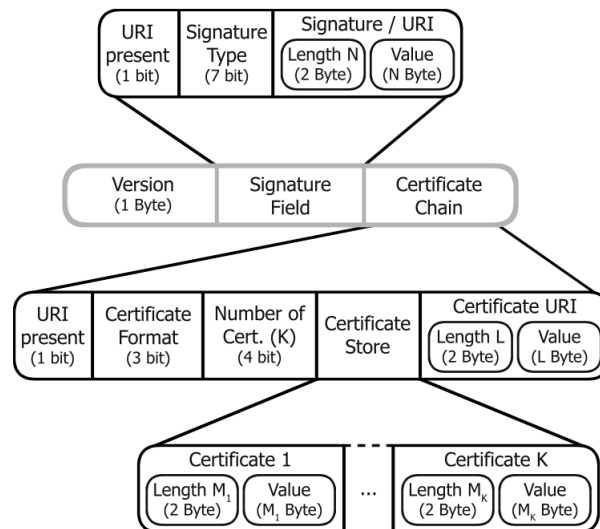 URI
present
(1 bit)
Signature
Type
(7 bit)
Signature / URI
Length N
(2 Byte)
Value
(N Byte)
Version
(1 Byte)
Signature
Field
Certificate
Chain
URI
present
(1 bit)
Certificate
Format
(3 bit)
Number of
Cert. (K)
(4 bit)
Certificate
Store
Certificate URI
Length L
(2 Byte)
Value
(L Byte)
Certificate 1
Length M₁
(2 Byte)
Value
(M₁ Byte)
...
Certificate K
Length M_K
(2 Byte)
Value
(M_K Byte)